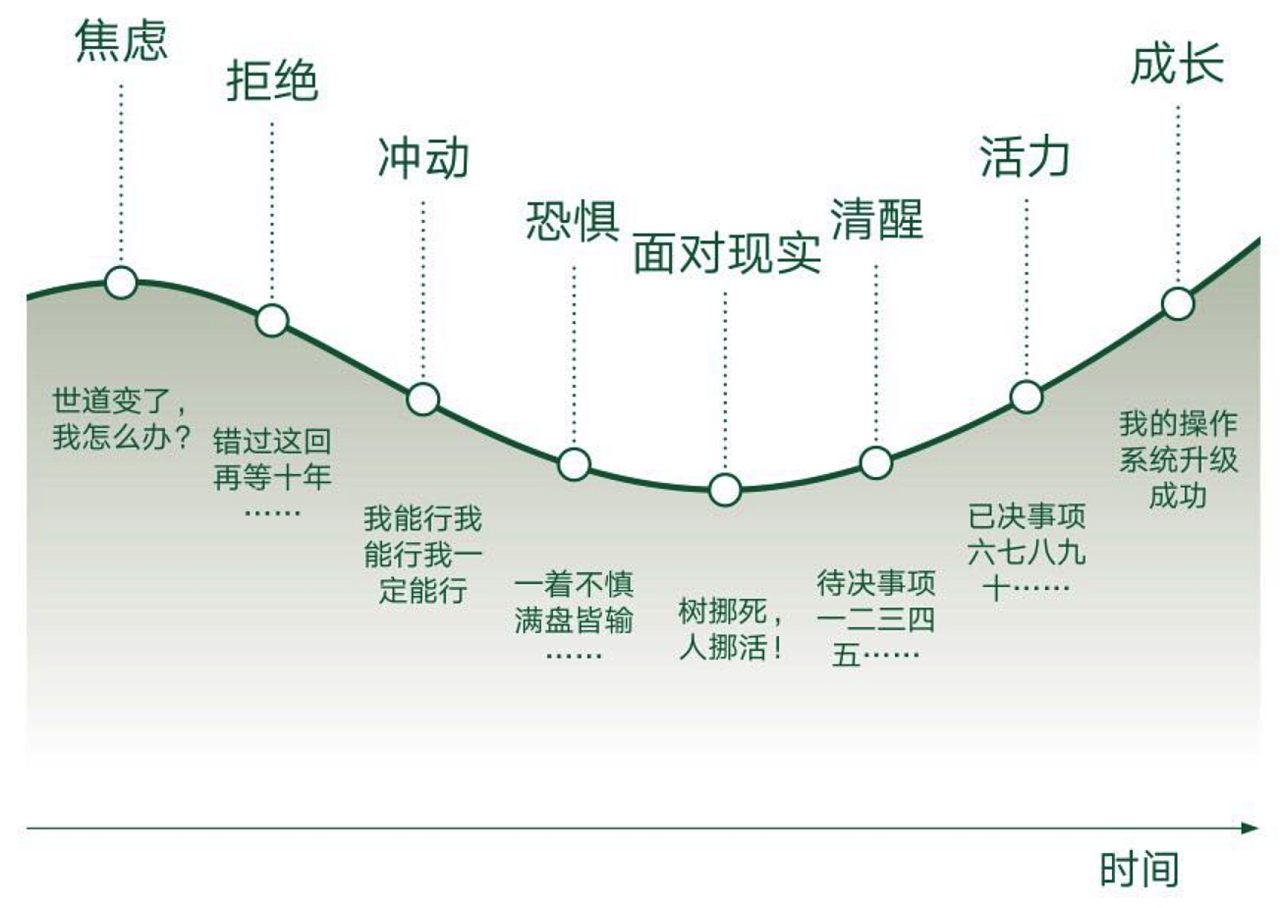 焦虑
拒绝
冲动
恐惧
面对现实
清醒
活力
成长
世道变了，
我怎么办？
错过这回
再等十年
……
我能行我
能行我一
定能行
一着不慎
满盘皆输
……
树挪死，
人挪活！
待决事项
一二三四
五……
已决事项
六七八九
十……
我的操作
系统升级
成功
时间